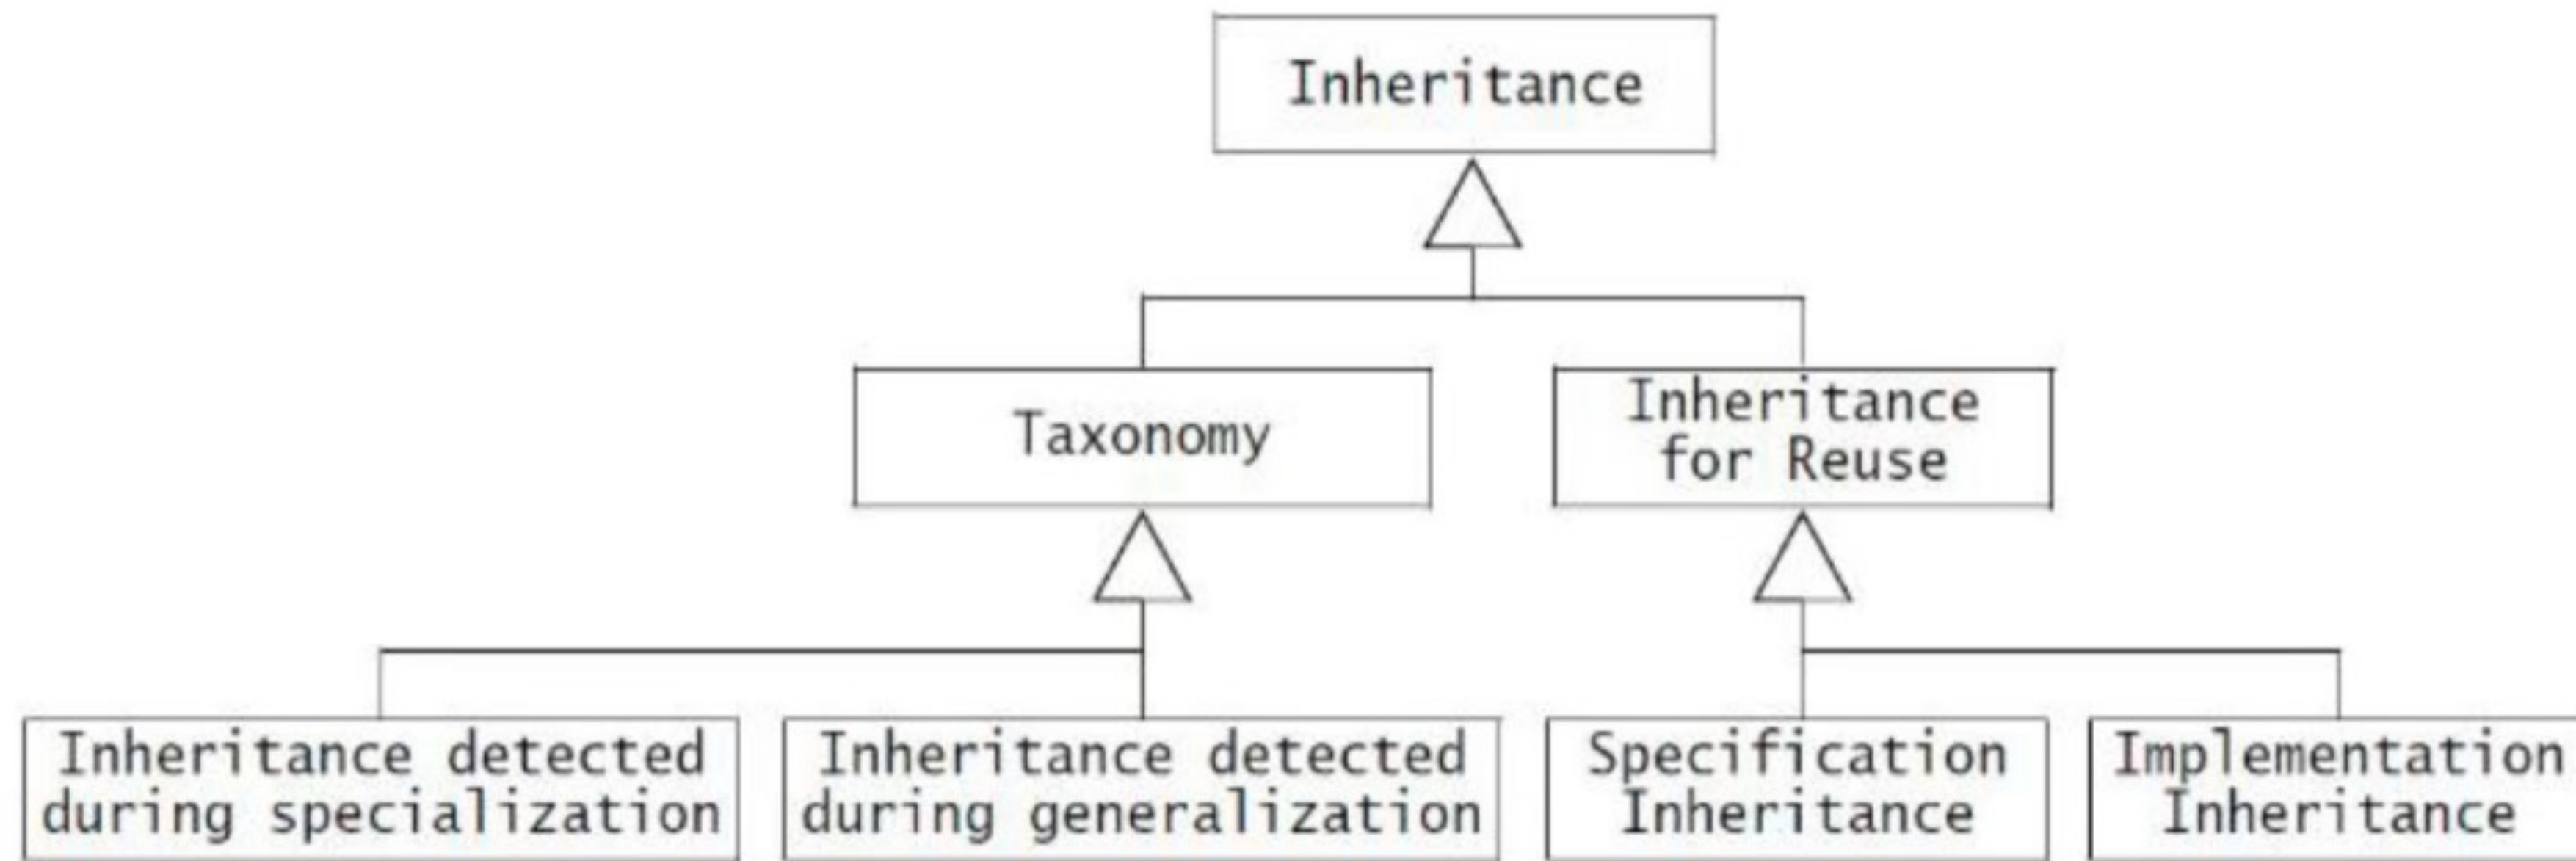 Inheritance
Taxonomy
Inheritance
for Reuse
Inheritance detected
during specialization
Inheritance detected
during generalization
Specification
Inheritance
Implementation
Inheritance